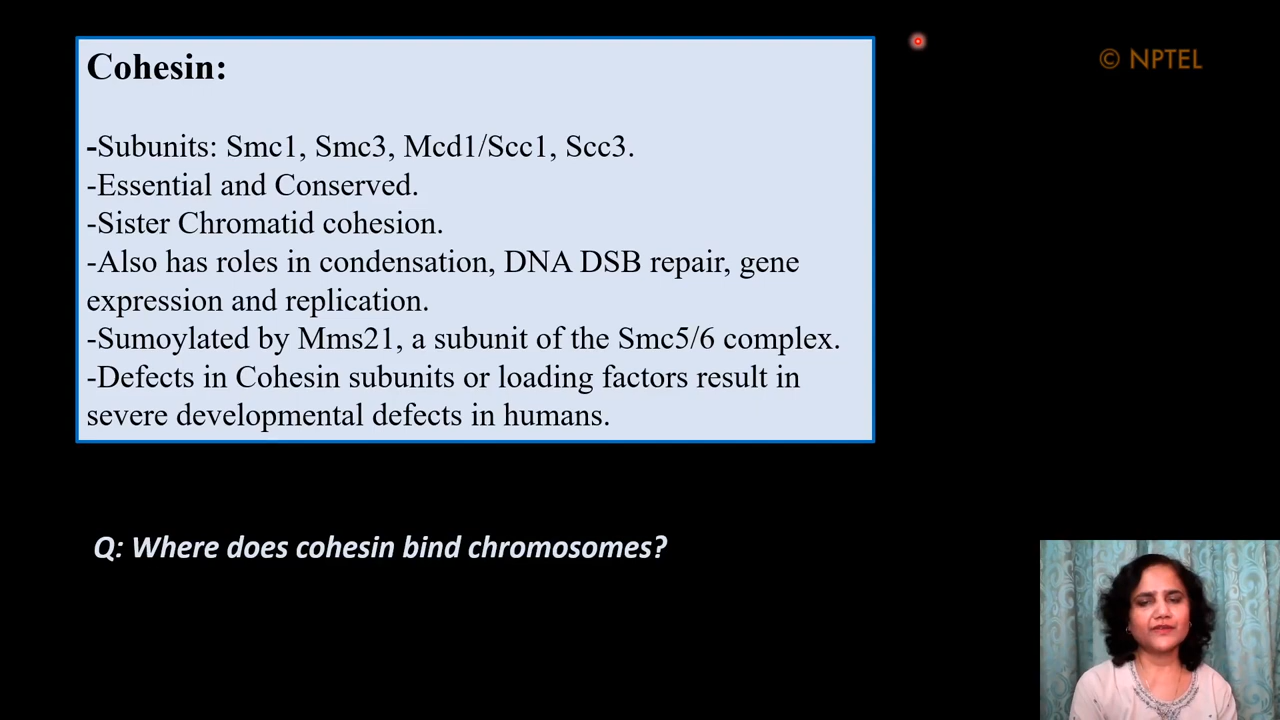 © NPTEL
Cohesin:
-Subunits: Smc1, Smc3, Mcd1/Scc1, Scc3.
-Essential and Conserved.
-Sister Chromatid cohesion.
-Also has roles in condensation, DNA DSB repair, gene
expression and replication.
-Sumoylated by Mms21, a subunit of the Smc5/6 complex.
-Defects in Cohesin subunits or loading factors result in
severe developmental defects in humans.
Q: Where does cohesin bind chromosomes?